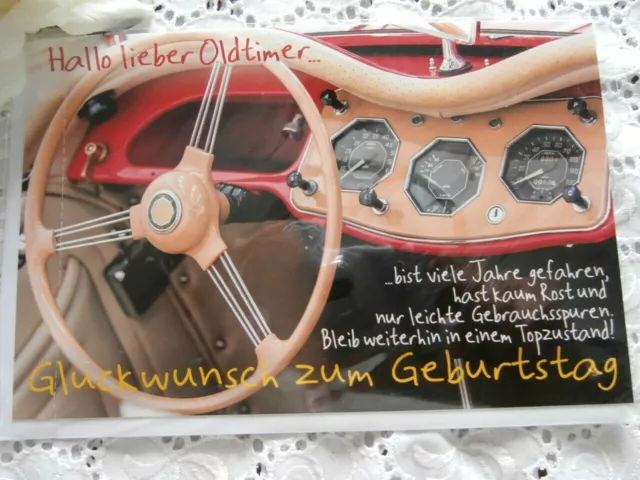 Hallo lieber Oldtimer...
...bist viele Jahre gefahren,
hast kaum Rost und
nur leichte Gebrauchsspuren.
Bleib weiterhin in einem Topzustand!
Glückwunsch zum Geburtstag